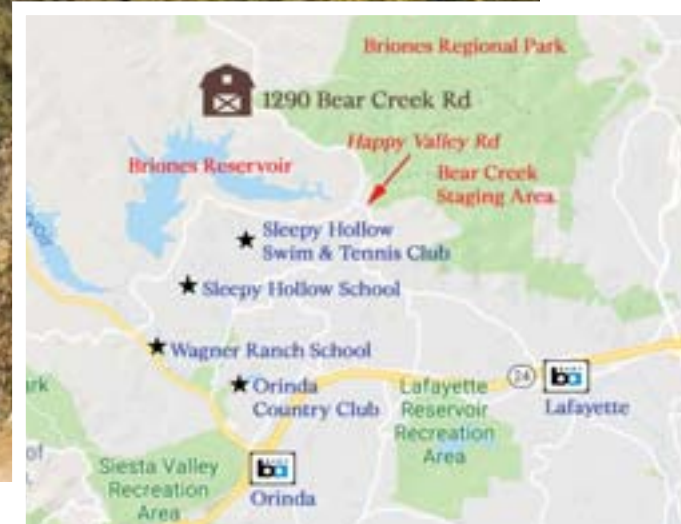 Briones Regional Park
1290 Bear Creek Rd
Happy Valley Rd
Briones Reservoir
Bear Creek
Staging Area
Sleepy Hollow
Swim & Tennis Club
Sleepy Hollow School
Wagner Ranch School
24
ba
Orinda
Country Club
Lafayette
Reservoir
Recreation
Area
Lafayette
Siesta Valley
Recreation
Area
ba
Orinda